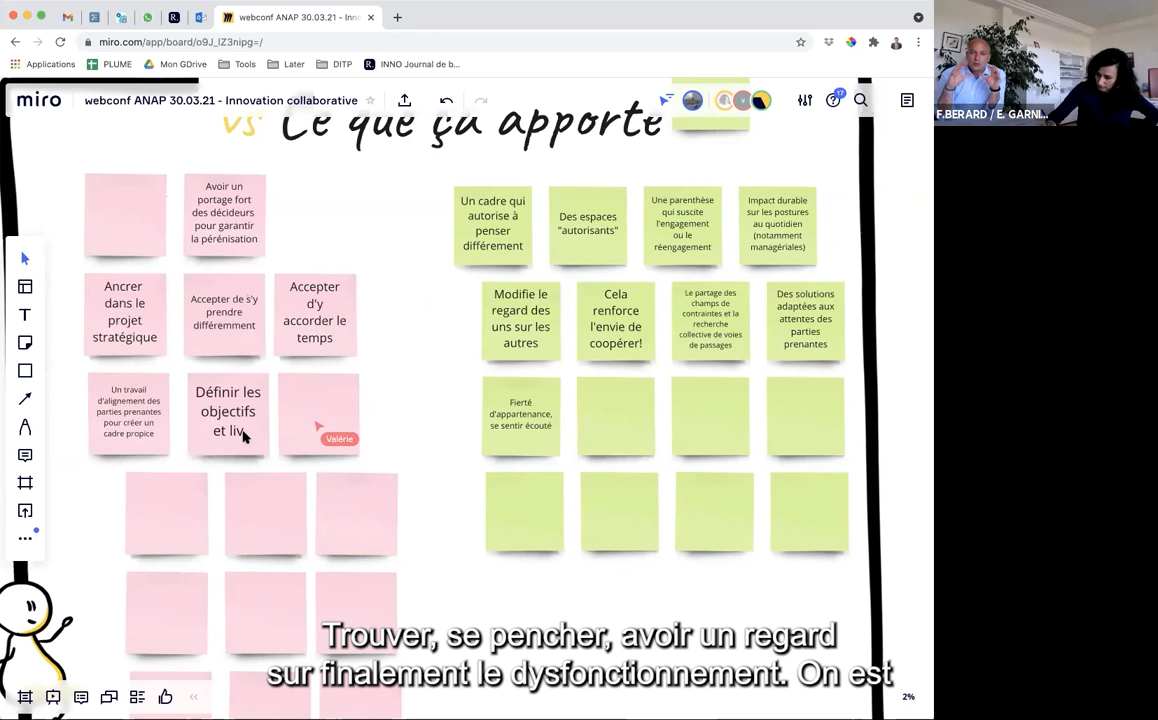 webconf ANAP 30.03.21 - Inno
miro.com/app/board/o9J_lZ3nipg=/
Applications
PLUME
Mon GDrive
Tools
Later
DITP
INNO Journal de b...
miro
webconf ANAP 30.03.21 - Innovation collaborative
17
F.BERARD / E. GARNI...
vs Ce que ça apporte
Avoir un
portage fort
des décideurs
pour garantir
la pérénisation
Ancrer
dans le
projet
stratégique
Accepter de s'y
prendre
différemment
Accepter
d'y
accorder le
temps
Un travail
d'alignement des
parties prenantes
pour créer un
cadre propice
Définir les
objectifs
et liv
Valérie
Un cadre qui
autorise à
penser
différement
Des espaces
"autorisants"
Une parenthèse
qui suscite
l'engagement
ou le
réengagement
Impact durable
sur les postures
au quotidien
(notamment
managériales)
Modifie le
regard des
uns sur les
autres
Cela
renforce
l'envie de
coopérer!
Le partage des
champs de
contraintes et la
recherche
collective de voies
de passages
Des solutions
adaptées aux
attentes des
parties
prenantes
Fierté
d'appartenance,
se sentir écouté
Trouver, se pencher, avoir un regard
sur finalement le dysfonctionnement. On est
2%